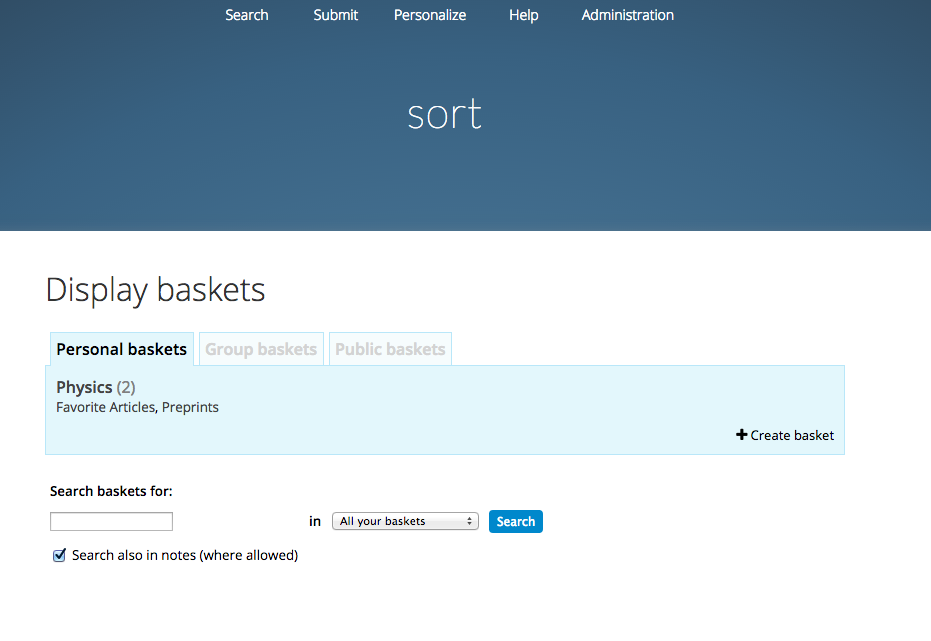 Search Submit Personalize Help Administration
sort
Display baskets
Personal baskets Group baskets Public baskets
Physics (2)
Favorite Articles, Preprints
Create basket
Search baskets for:
in All your baskets Search
Search also in notes (where allowed)